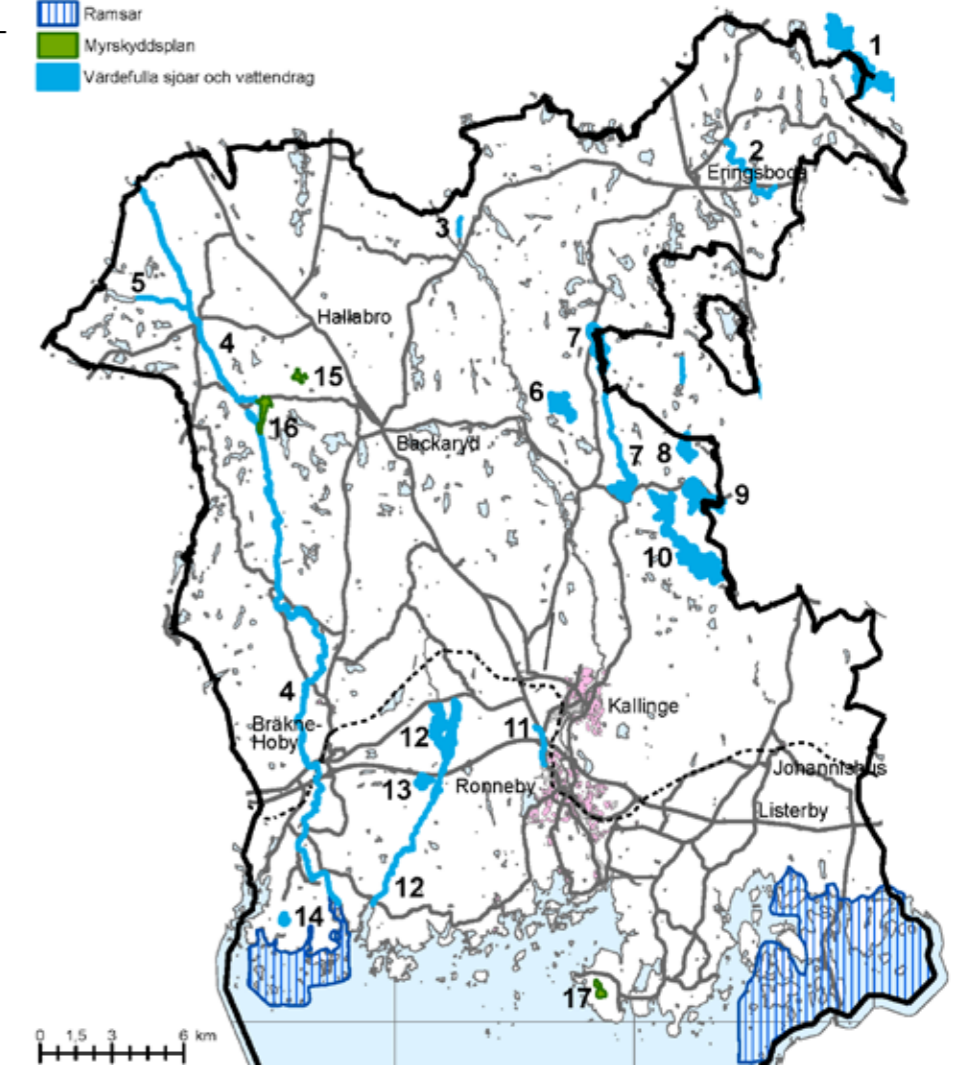 Ramsar
Myrskyddsplan
Värdefulla sjöar och vattendrag
1
2
Eringsboda
3
5
Hallabro
4
7
15
6
16
Backaryd
7
8
9
10
4
Kallinge
Bräkne-
Hoby
12
11
Johannishus
13
Ronneby
Listerby
12
14
17
0 1,5 3 6 km